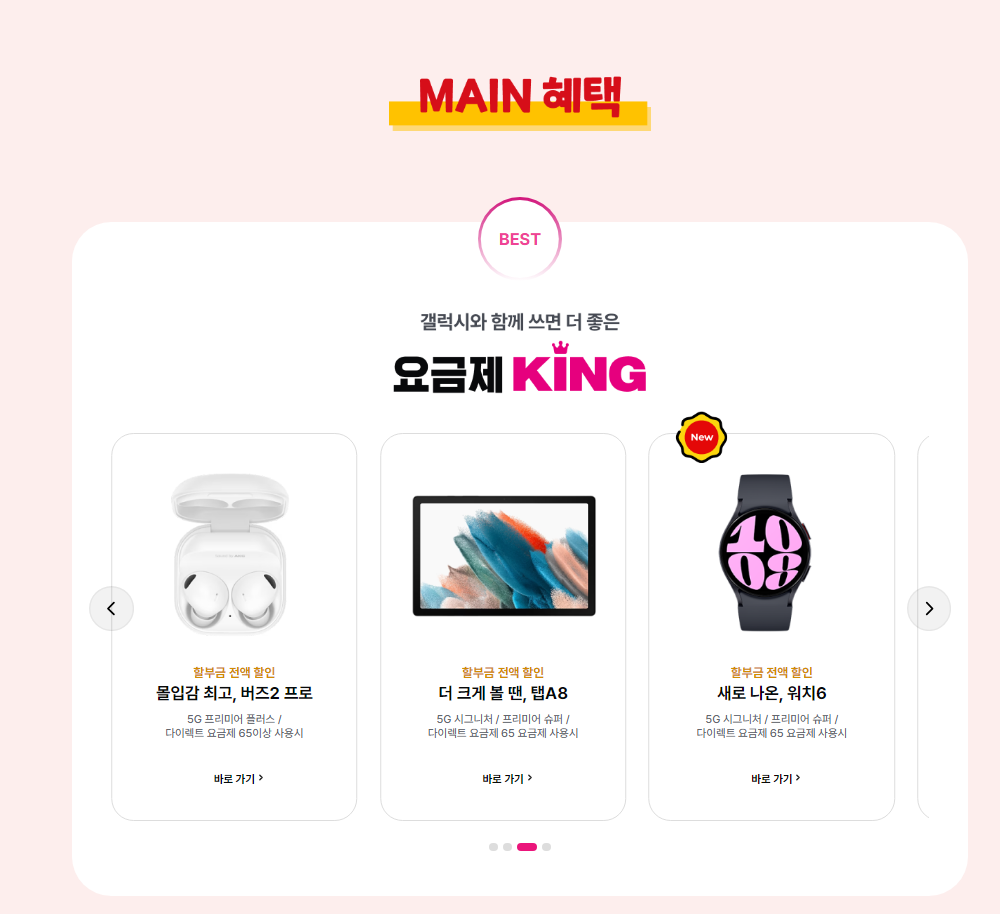 MAIN 혜택
BEST
갤럭시와 함께 쓰면 더 좋은
요금제 KING
New
할부금 전액 할인
몰입감 최고, 버즈2 프로
5G 프리미어 플러스 /
다이렉트 요금제 65이상 사용시
바로 가기 >
할부금 전액 할인
더 크게 볼 땐, 탭A8
5G 시그니처 / 프리미어 슈퍼 /
다이렉트 요금제 65 요금제 사용시
바로 가기 >
10
08
할부금 전액 할인
새로 나온, 워치6
5G 시그니처 / 프리미어 슈퍼 /
다이렉트 요금제 65 요금제 사용시
바로 가기 >